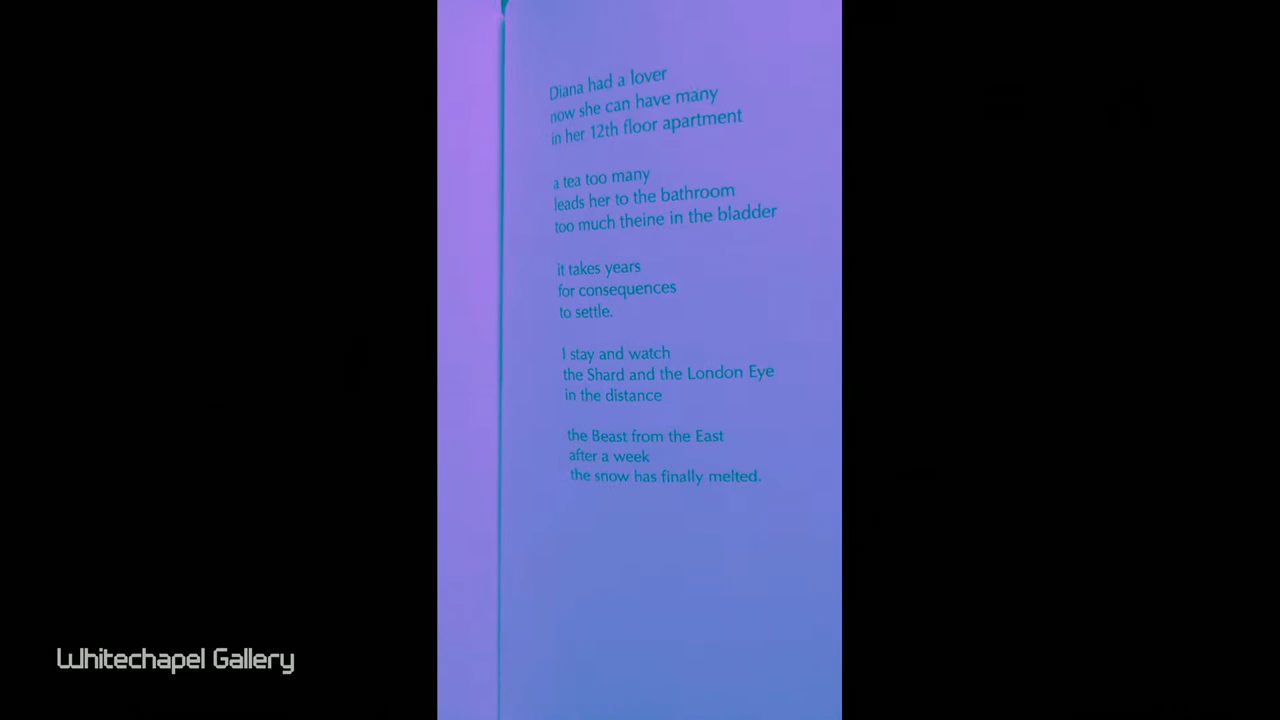 Diana had a lover
now she can have many
in her 12th floor apartment
a tea too many
leads her to the bathroom
too much theine in the bladder
it takes years
for consequences
to settle.
I stay and watch
the Shard and the London Eye
in the distance
the Beast from the East
after a week
the snow has finally melted.
Whitechapel Gallery